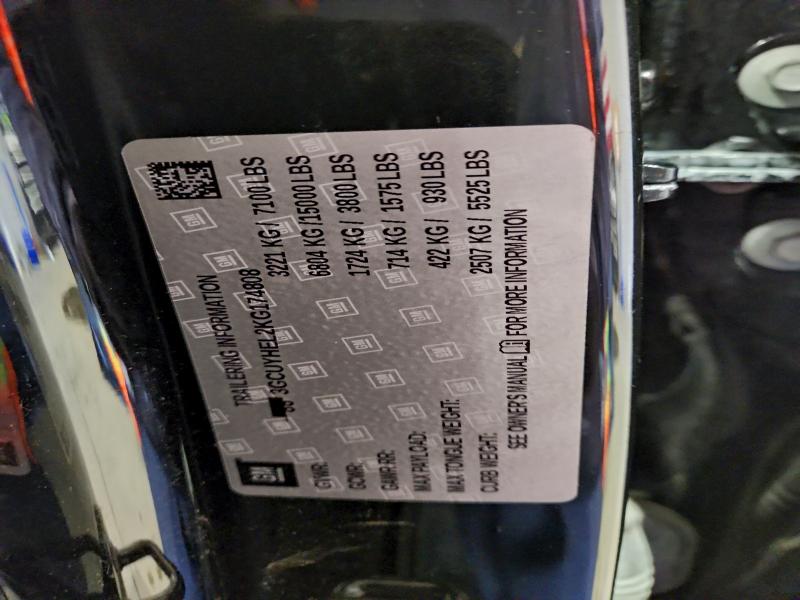 GM
TRAILERING INFORMATION
3GCUYHEL2KG174808
GVWR: 3221 KG / 7100 LBS
GCWR: 6804 KG /15000 LBS
GAWR RR: 1724 KG / 3800 LBS
MAX PAYLOAD: 714 KG / 1575 LBS
MAX TONGUE WEIGHT: 422 KG / 930 LBS
CURB WEIGHT: 2507 KG / 5525 LBS
SEE OWNER'S MANUAL FOR MORE INFORMATION